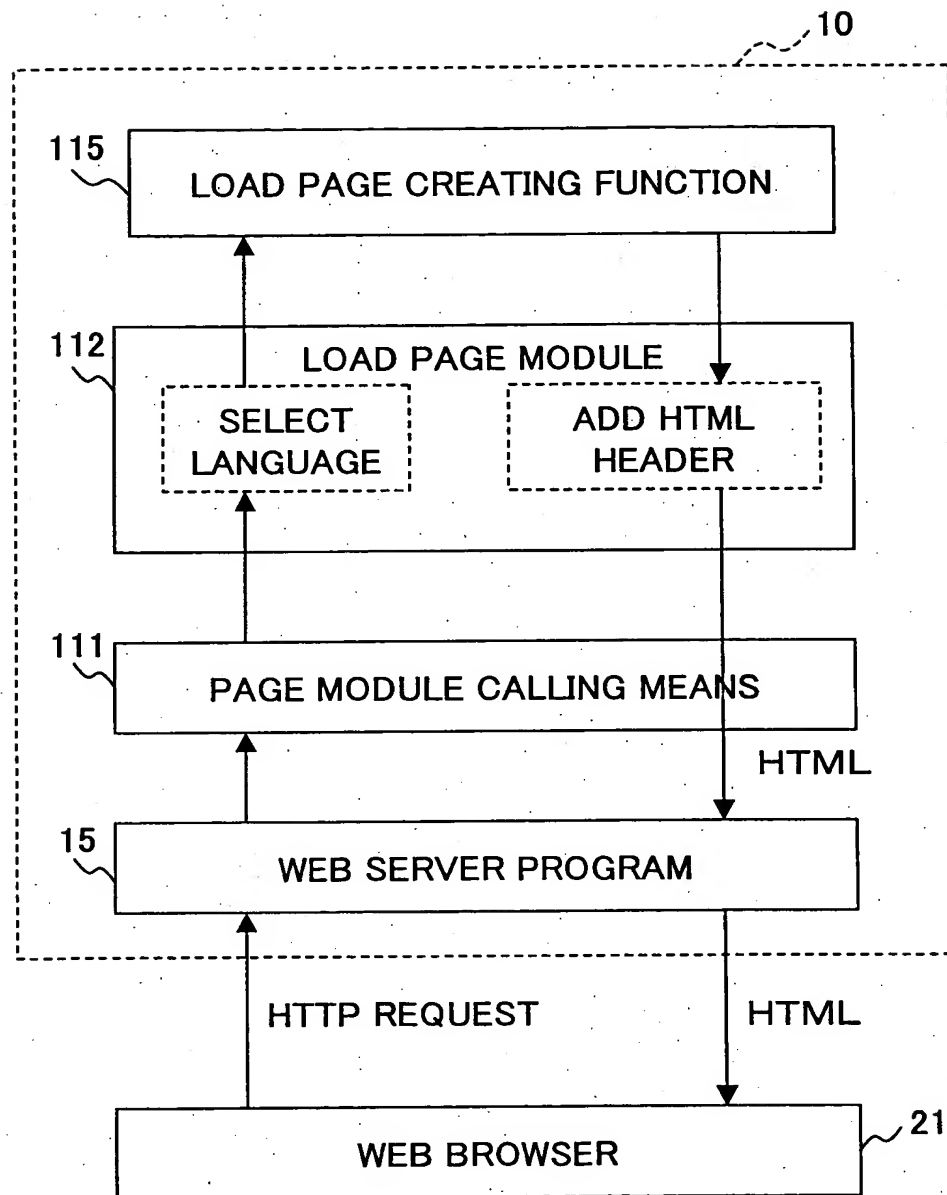 10
115
LOAD PAGE CREATING FUNCTION
112
LOAD PAGE MODULE
SELECT
LANGUAGE
ADD HTML
HEADER
111
PAGE MODULE CALLING MEANS
HTML
15
WEB SERVER PROGRAM
HTTP REQUEST
HTML
WEB BROWSER
21